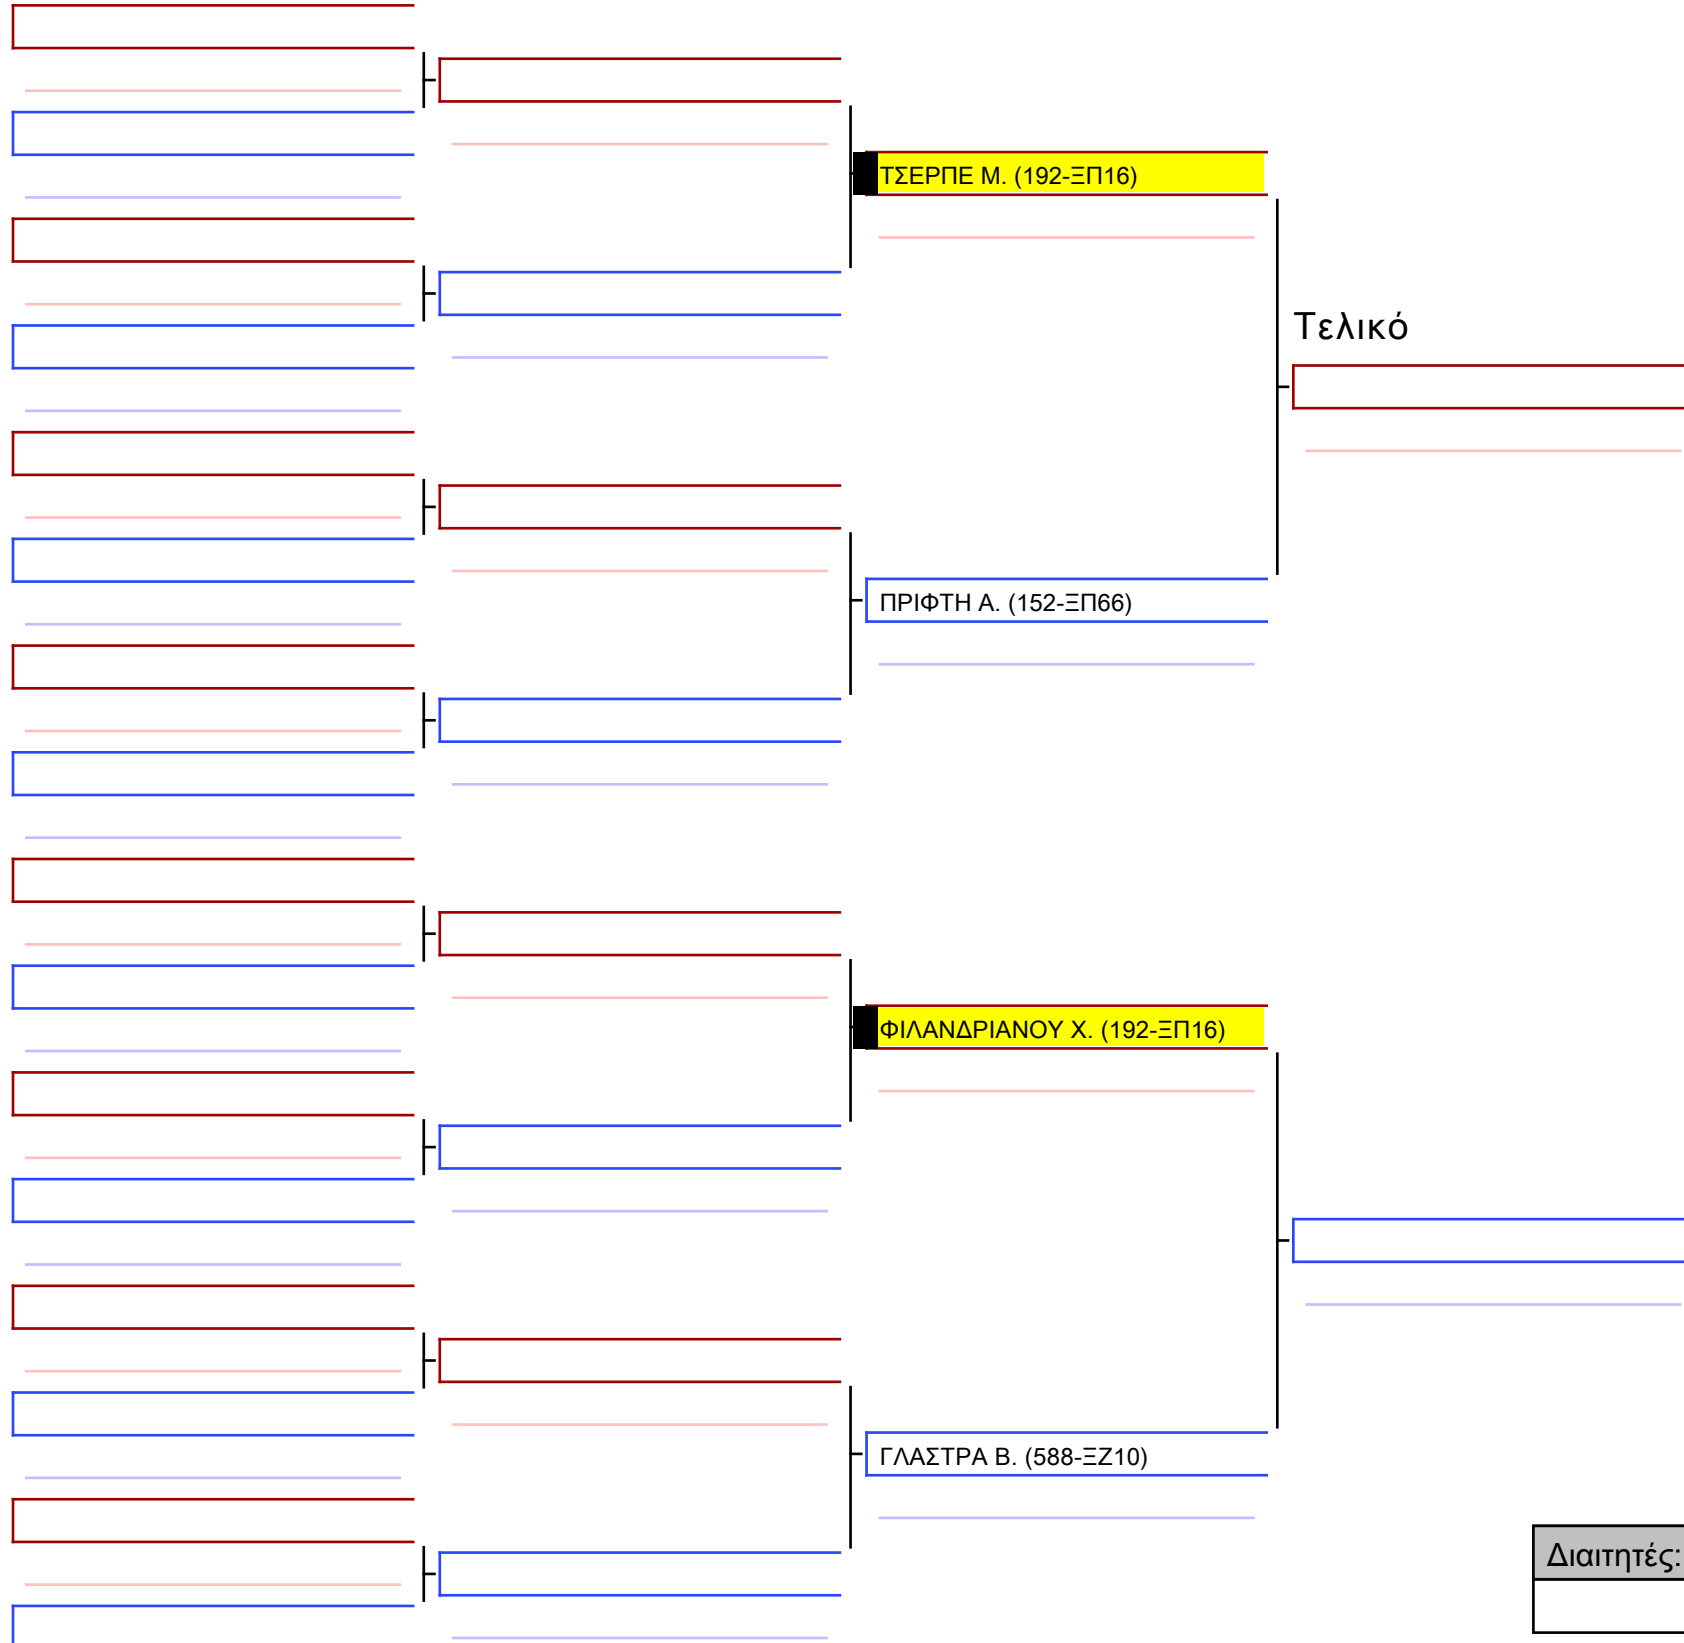 ΤΣΕΡΠΕ Μ. (192-ΞΠ16)
Τελικό
ΠΡΙΦΤΗ Α. (152-ΞΠ66)
ΦΙΛΑΝΔΡΙΑΝΟΥ Χ. (192-ΞΠ16)
ΓΛΑΣΤΡΑ Β. (588-ΞΖ10)
Διαιτητές: